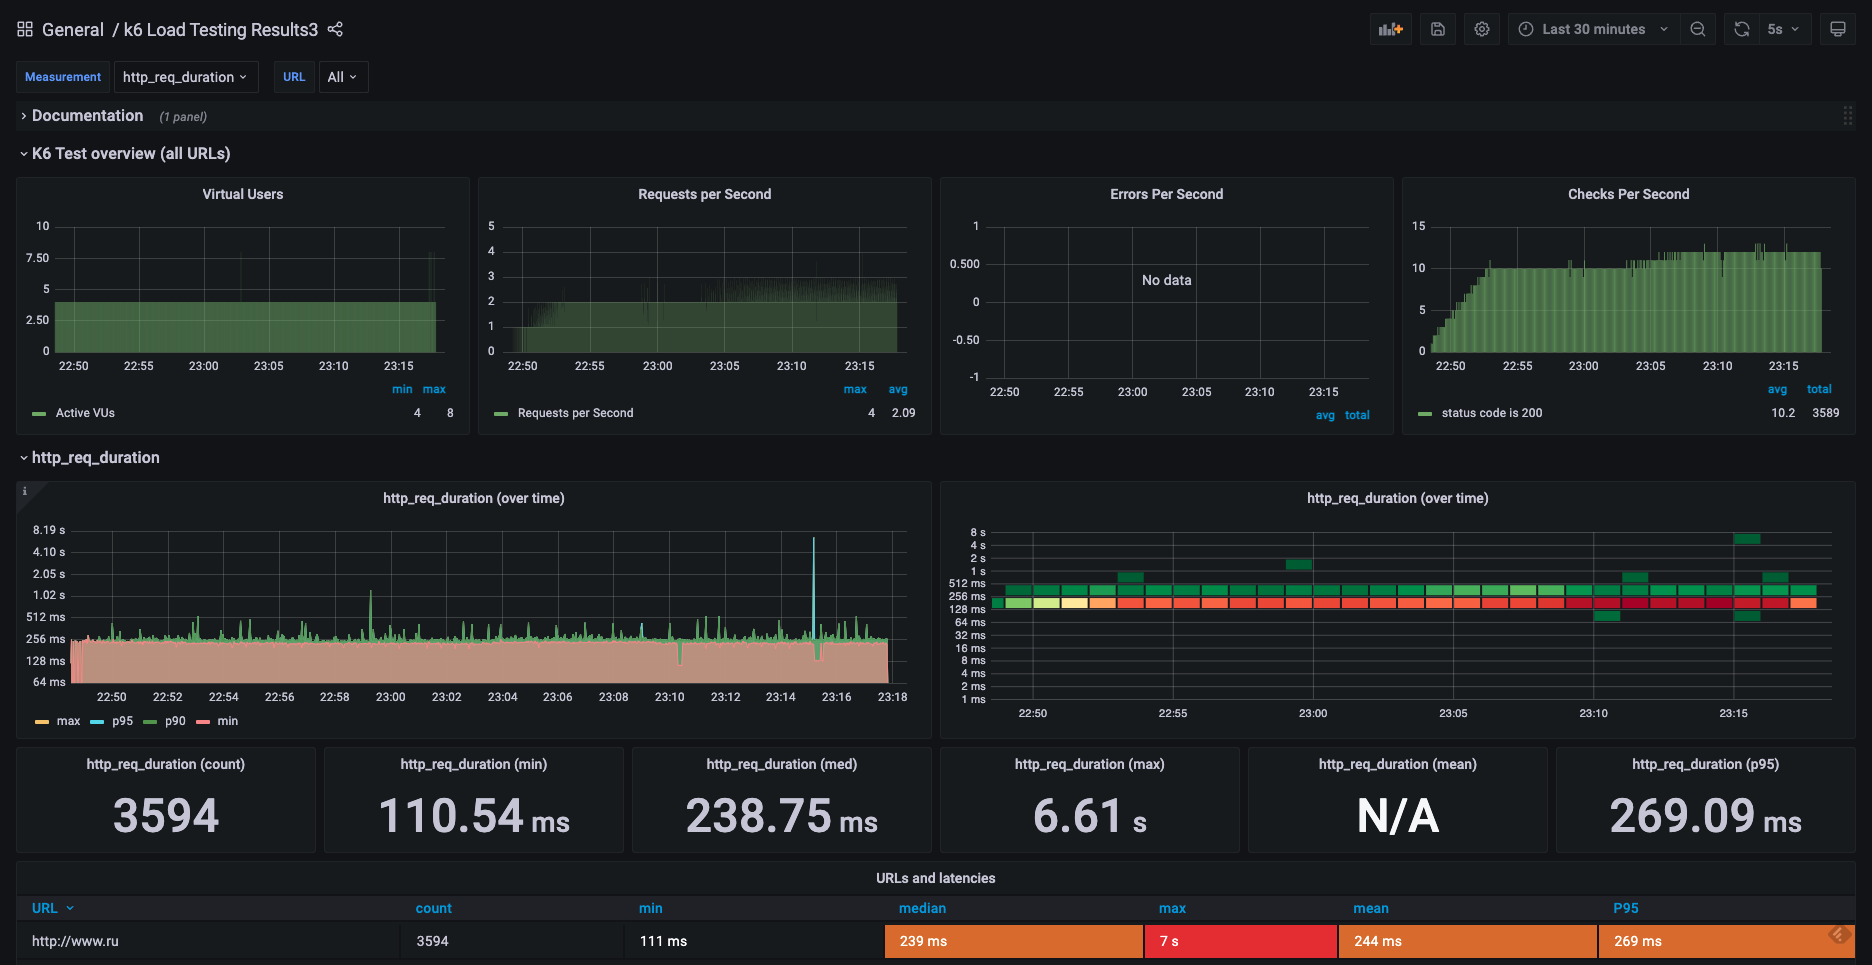 General / k6 Load Testing Results3
Last 30 minutes
5s
Measurement http_req_duration URL All
Documentation (1 panel)
K6 Test overview (all URLs)
Virtual Users
10
7.50
5
2.50
0
22:50 22:55 23:00 23:05 23:10 23:15
min max
Active VUs 4 8
Requests per Second
5
4
3
2
1
0
22:50 22:55 23:00 23:05 23:10 23:15
max avg
Requests per Second 4 2.09
Errors Per Second
1
0.500
0
-0.50
-1
No data
22:50 22:55 23:00 23:05 23:10 23:15
avg total
Checks Per Second
15
10
5
0
22:50 22:55 23:00 23:05 23:10 23:15
avg total
status code is 200 10.2 3589
http_req_duration
i
http_req_duration (over time)
8.19 s
4.10 s
2.05 s
1.02 s
512 ms
256 ms
128 ms
64 ms
22:50 22:52 22:54 22:56 22:58 23:00 23:02 23:04 23:06 23:08 23:10 23:12 23:14 23:16 23:18
max p95 p90 min
http_req_duration (over time)
8 s
4 s
2 s
1 s
512 ms
256 ms
128 ms
64 ms
32 ms
16 ms
8 ms
4 ms
2 ms
1 ms
22:50 22:55 23:00 23:05 23:10 23:15
http_req_duration (count)
3594
http_req_duration (min)
110.54 ms
http_req_duration (med)
238.75 ms
http_req_duration (max)
6.61 s
http_req_duration (mean)
N/A
http_req_duration (p95)
269.09 ms
URLs and latencies
URL count min median max mean P95
http://www.ru 3594 111 ms 239 ms 7 s 244 ms 269 ms